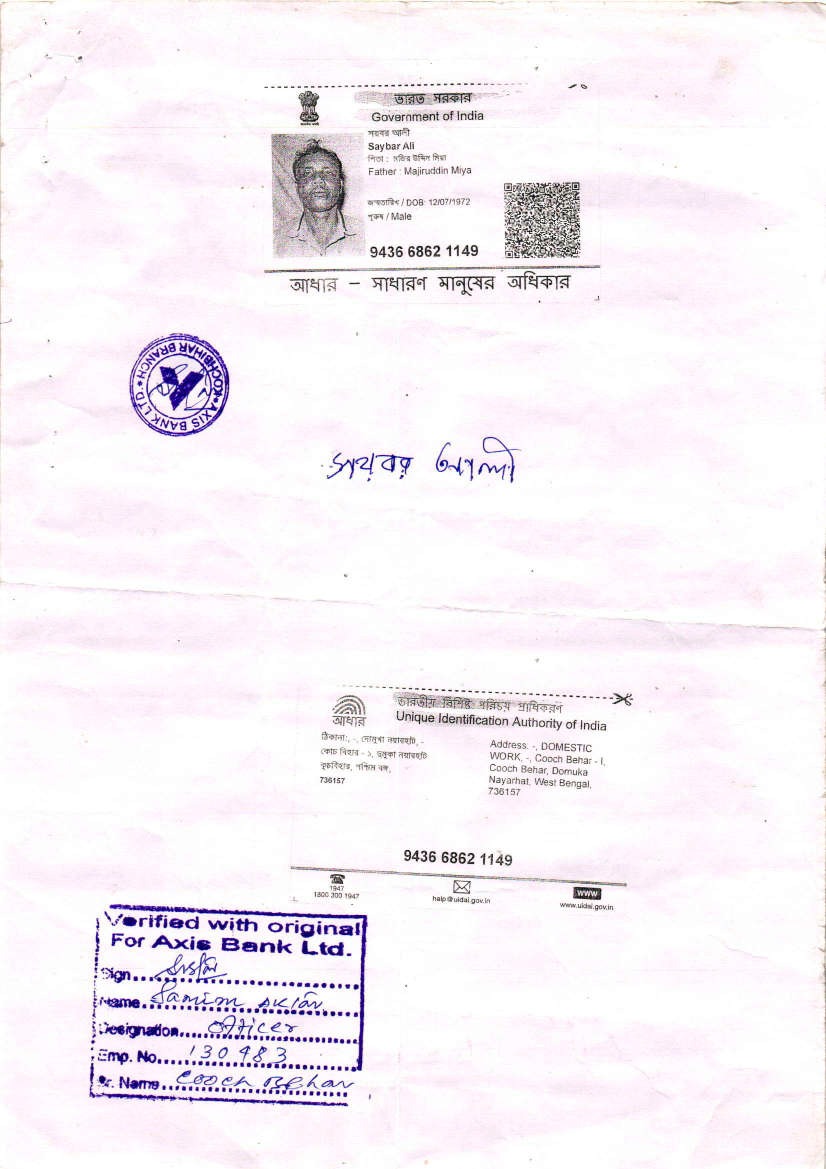 ভারত সরকার
Government of India
সয়বর আলী
Saybar Ali
পিতা : মজির উদ্দিন মিয়া
Father : Majiruddin Miya
জন্মতারিখ / DOB: 12/07/1972
পুরুষ / Male
9436 6862 1149
আধার – সাধারণ মানুষের অধিকার
AXIS BANK LTD. * COOCHBIHAR BRANCH *
সয়বর আলী
ভারতীয় বিশিষ্ট পরিচয় প্রাধিকরণ
আধার
Unique Identification Authority of India
ঠিকানা:, -, দোমুখা নয়ারহাট, -
কোচ বিহার - ১, ডুমুকা নয়ারহাট
কুচবিহার, পশ্চিম বঙ্গ,
736157
Address: -, DOMESTIC
WORK, -, Cooch Behar - I,
Cooch Behar, Domuka
Nayarhat, West Bengal,
736157
9436 6862 1149
1947
1800 300 1947
help@uidai.gov.in
www
www.uidai.gov.in
Verified with original
For Axis Bank Ltd.
Sign
Name Samim Aktar
Designation Officer
Emp. No. 130483
Br. Name Cooch Behar